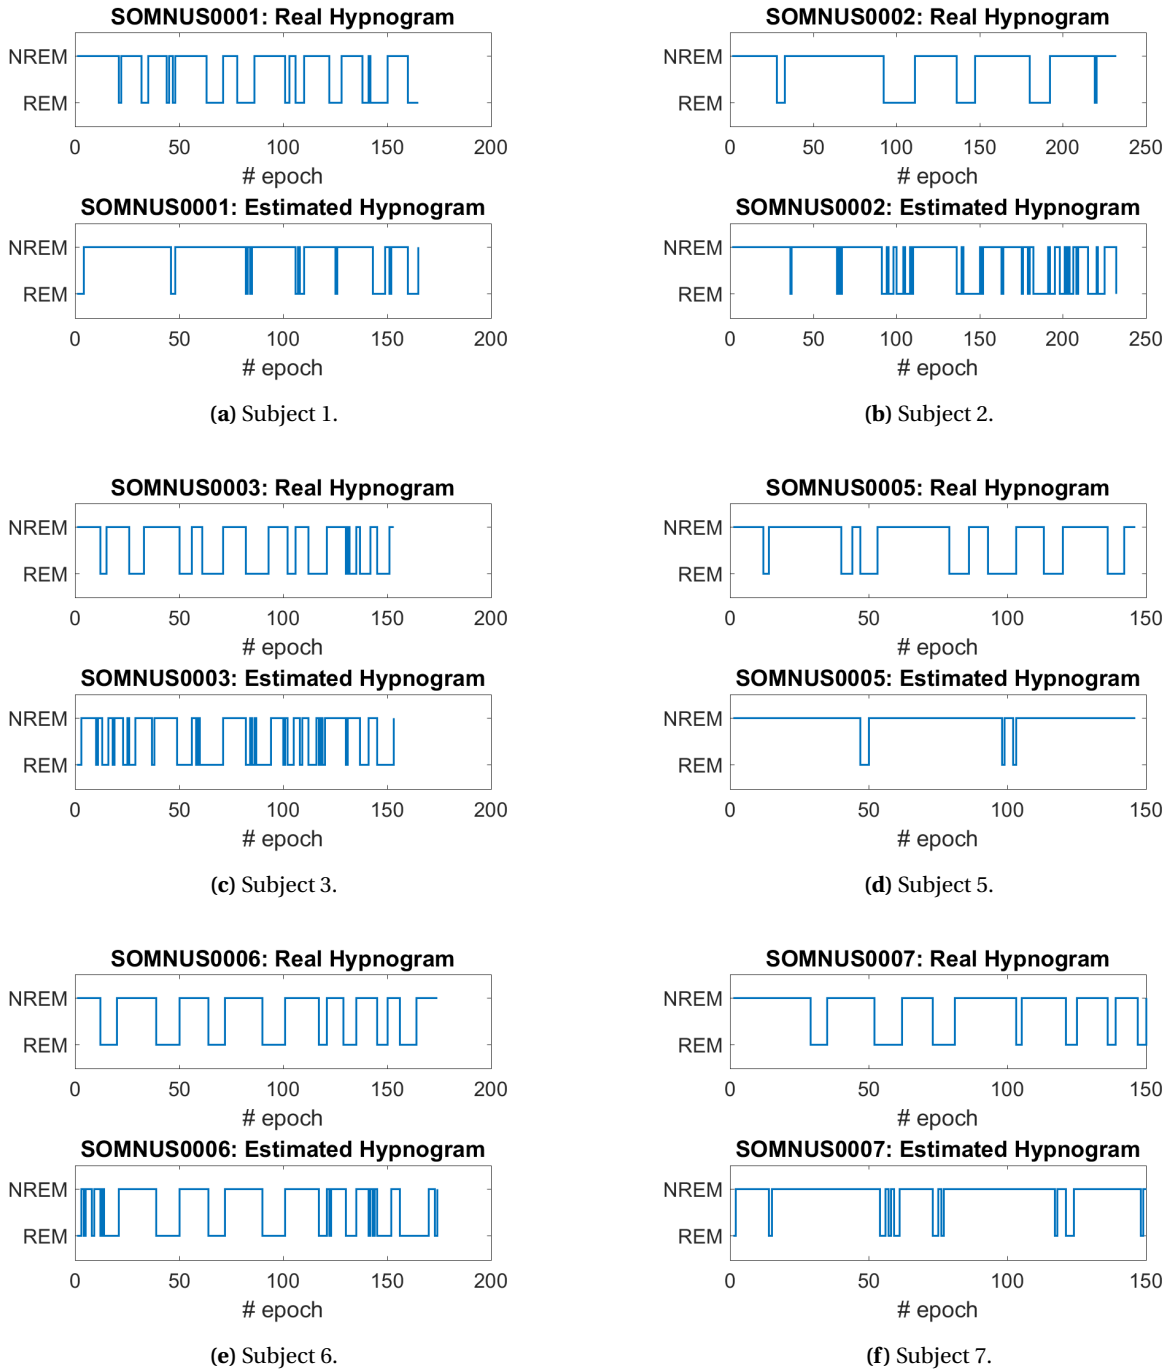 SOMNUS0001: Real Hypnogram
NREM
REM
0 50 100 150 200
# epoch
SOMNUS0001: Estimated Hypnogram
NREM
REM
0 50 100 150 200
# epoch
(a) Subject 1.
SOMNUS0002: Real Hypnogram
NREM
REM
0 50 100 150 200 250
# epoch
SOMNUS0002: Estimated Hypnogram
NREM
REM
0 50 100 150 200 250
# epoch
(b) Subject 2.
SOMNUS0003: Real Hypnogram
NREM
REM
0 50 100 150 200
# epoch
SOMNUS0003: Estimated Hypnogram
NREM
REM
0 50 100 150 200
# epoch
(c) Subject 3.
SOMNUS0005: Real Hypnogram
NREM
REM
0 50 100 150
# epoch
SOMNUS0005: Estimated Hypnogram
NREM
REM
0 50 100 150
# epoch
(d) Subject 5.
SOMNUS0006: Real Hypnogram
NREM
REM
0 50 100 150 200
# epoch
SOMNUS0006: Estimated Hypnogram
NREM
REM
0 50 100 150 200
# epoch
(e) Subject 6.
SOMNUS0007: Real Hypnogram
NREM
REM
0 50 100 150
# epoch
SOMNUS0007: Estimated Hypnogram
NREM
REM
0 50 100 150
# epoch
(f) Subject 7.